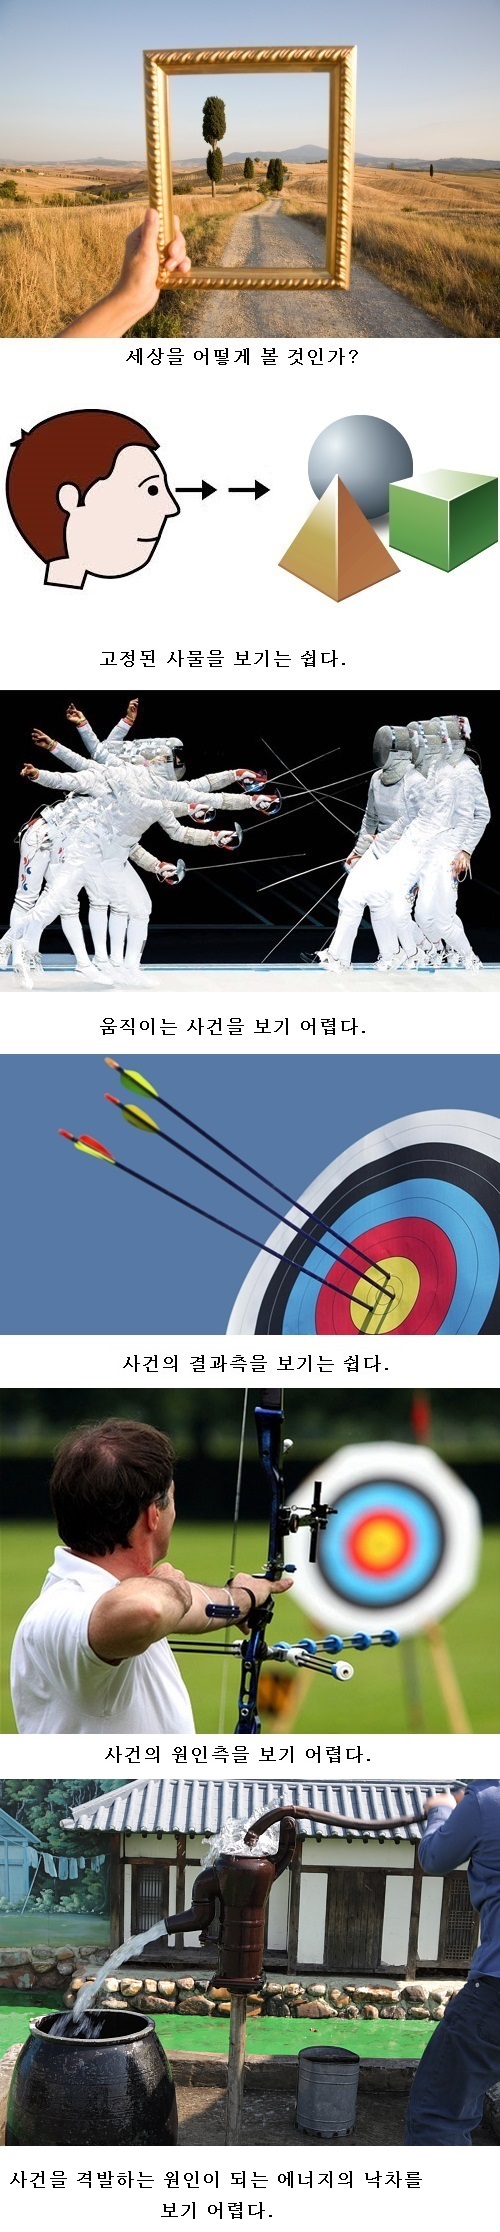 세상을 어떻게 볼 것인가?
고정된 사물을 보기는 쉽다.
움직이는 사건을 보기 어렵다.
사건의 결과측을 보기는 쉽다.
사건의 원인측을 보기 어렵다.
사건을 격발하는 원인이 되는 에너지의 낙차를
보기 어렵다.